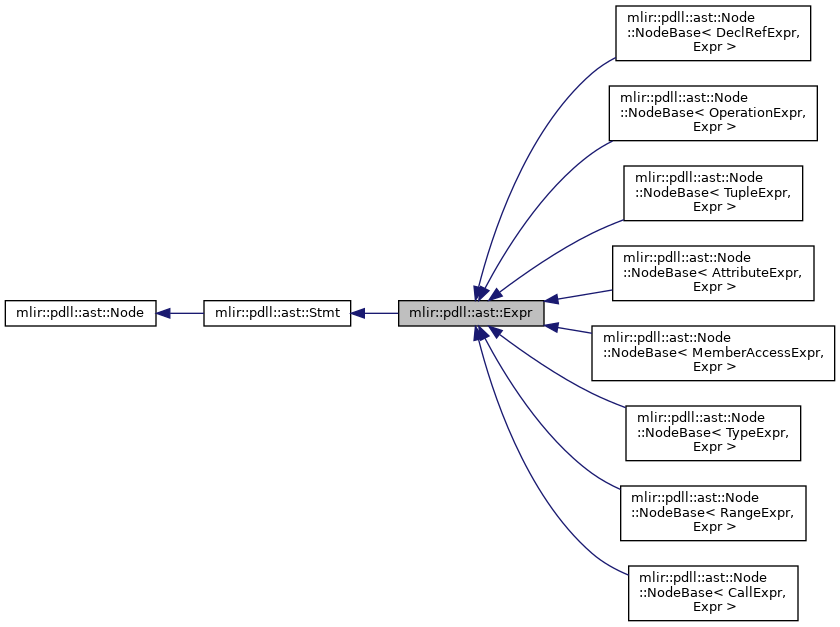 mlir::pdll::ast::Node
::NodeBase< DeclRefExpr,
Expr >
mlir::pdll::ast::Node
::NodeBase< OperationExpr,
Expr >
mlir::pdll::ast::Node
::NodeBase< TupleExpr,
Expr >
mlir::pdll::ast::Node
::NodeBase< AttributeExpr,
Expr >
mlir::pdll::ast::Node
mlir::pdll::ast::Stmt
mlir::pdll::ast::Expr
mlir::pdll::ast::Node
::NodeBase< MemberAccessExpr,
Expr >
mlir::pdll::ast::Node
::NodeBase< TypeExpr,
Expr >
mlir::pdll::ast::Node
::NodeBase< RangeExpr,
Expr >
mlir::pdll::ast::Node
::NodeBase< CallExpr,
Expr >